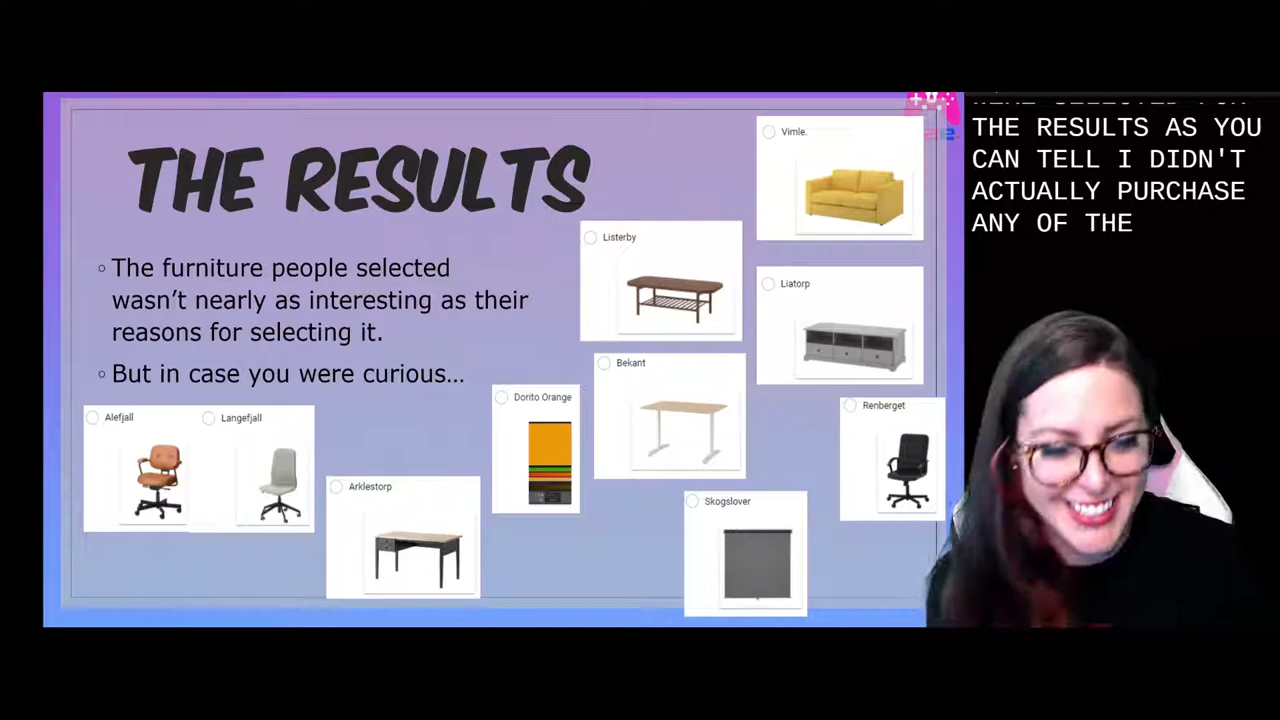 THE RESULTS
◦ The furniture people selected
wasn't nearly as interesting as their
reasons for selecting it.
◦ But in case you were curious…
Vimle.
Listerby
Liatorp
Bekant
Dorito Orange
Renberget
Alefjall
Langefjall
Arklestorp
Skogslover
THE RESULTS AS YOU
CAN TELL I DIDN'T
ACTUALLY PURCHASE
ANY OF THE